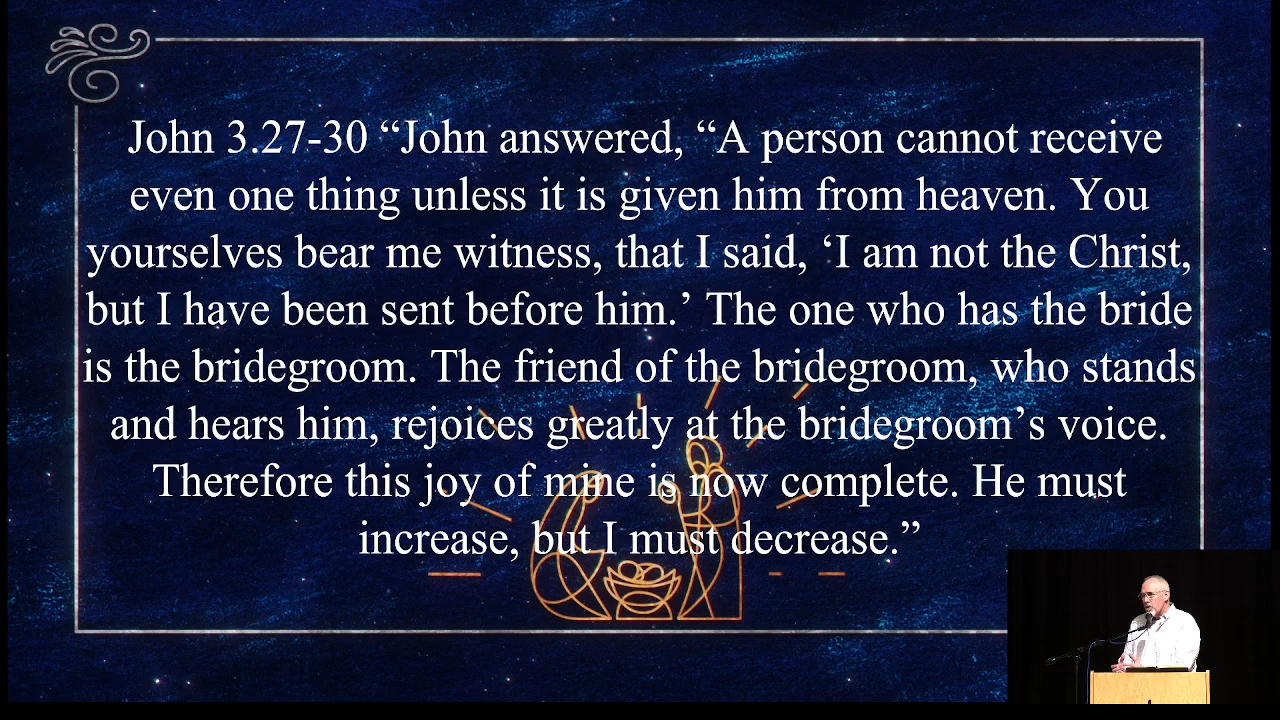 John 3.27-30 “John answered, “A person cannot receive
even one thing unless it is given him from heaven. You
yourselves bear me witness, that I said, ‘I am not the Christ,
but I have been sent before him.’ The one who has the bride
is the bridegroom. The friend of the bridegroom, who stands
and hears him, rejoices greatly at the bridegroom’s voice.
Therefore this joy of mine is now complete. He must
increase, but I must decrease.”